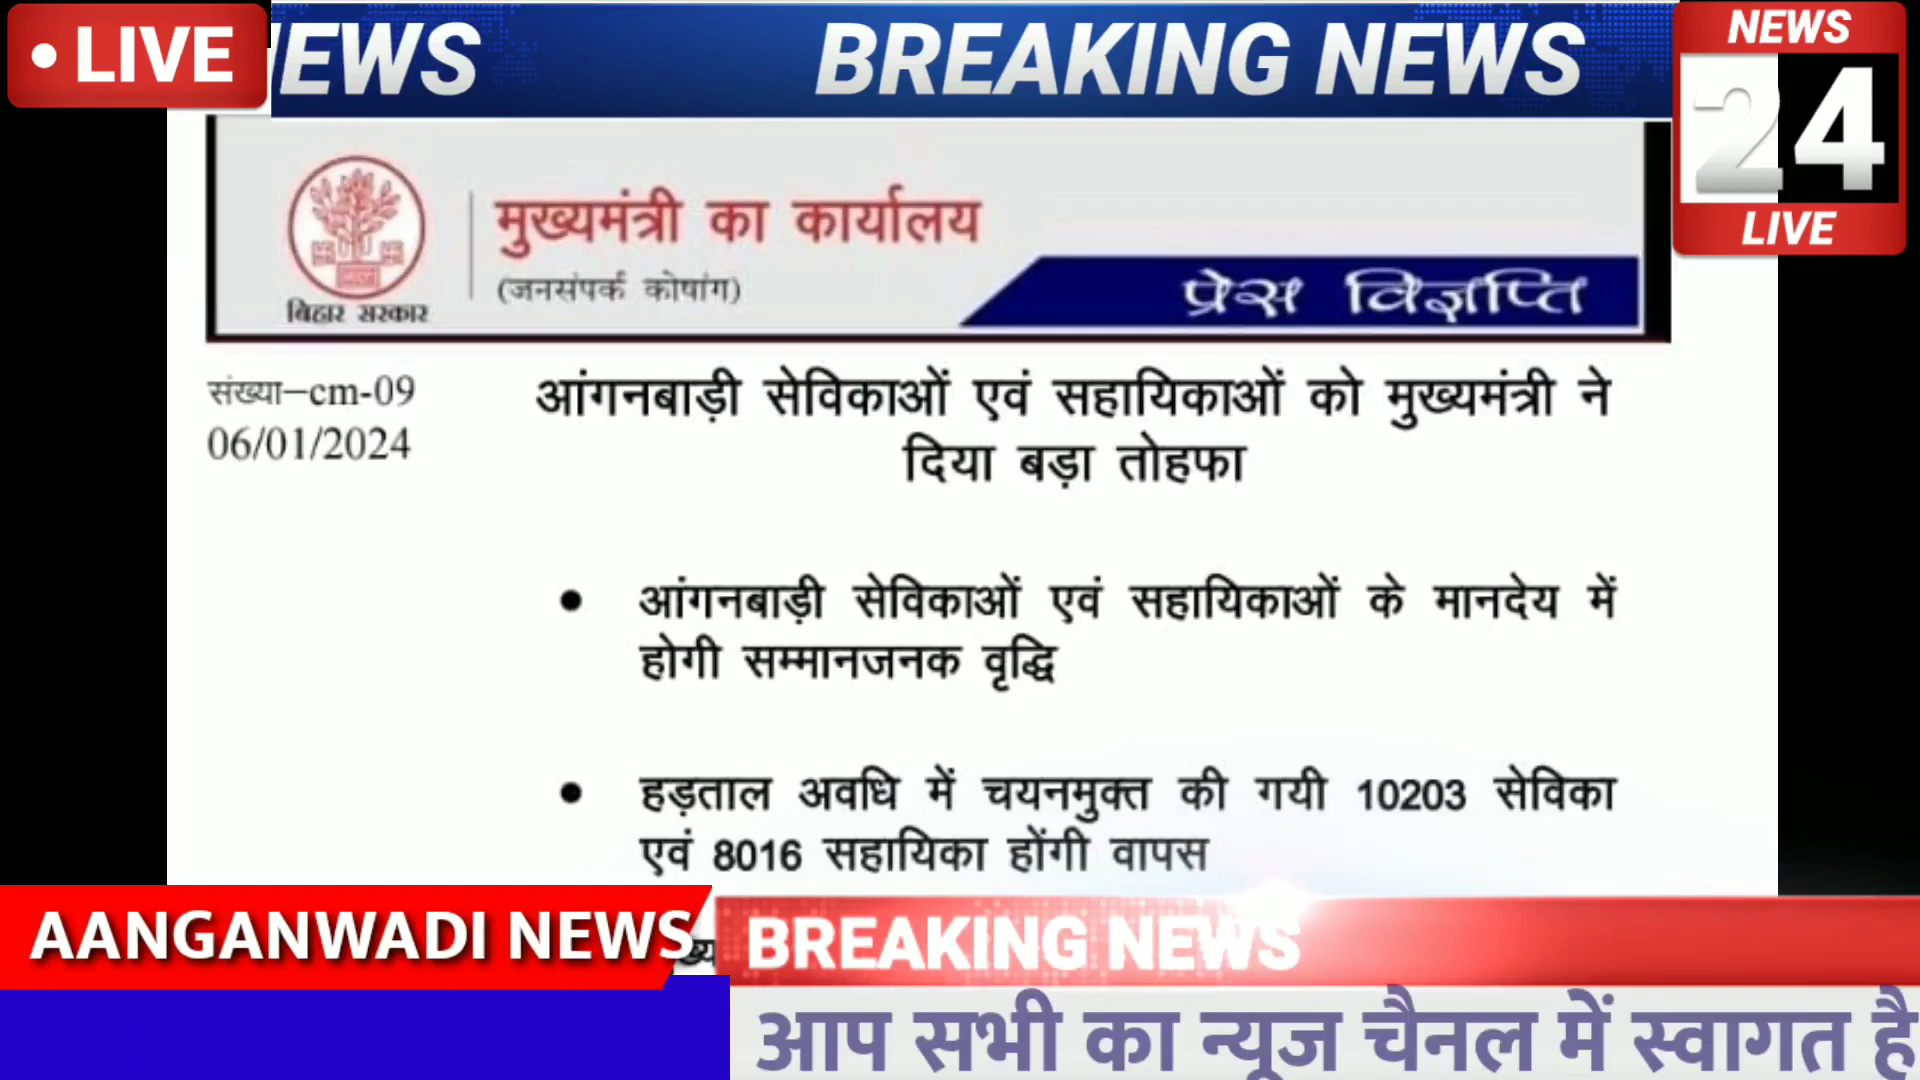 • LIVE
EWS BREAKING NEWS
NEWS
24
LIVE
मुख्यमंत्री का कार्यालय
(जनसंपर्क कोषांग)
बिहार सरकार
प्रेस विज्ञप्ति
संख्या–cm-09
06/01/2024
आंगनबाड़ी सेविकाओं एवं सहायिकाओं को मुख्यमंत्री ने
दिया बड़ा तोहफा
• आंगनबाड़ी सेविकाओं एवं सहायिकाओं के मानदेय में
होगी सम्मानजनक वृद्धि
• हड़ताल अवधि में चयनमुक्त की गयी 10203 सेविका
एवं 8016 सहायिका होंगी वापस
AANGANWADI NEWS
BREAKING NEWS
आप सभी का न्यूज चैनल में स्वागत है